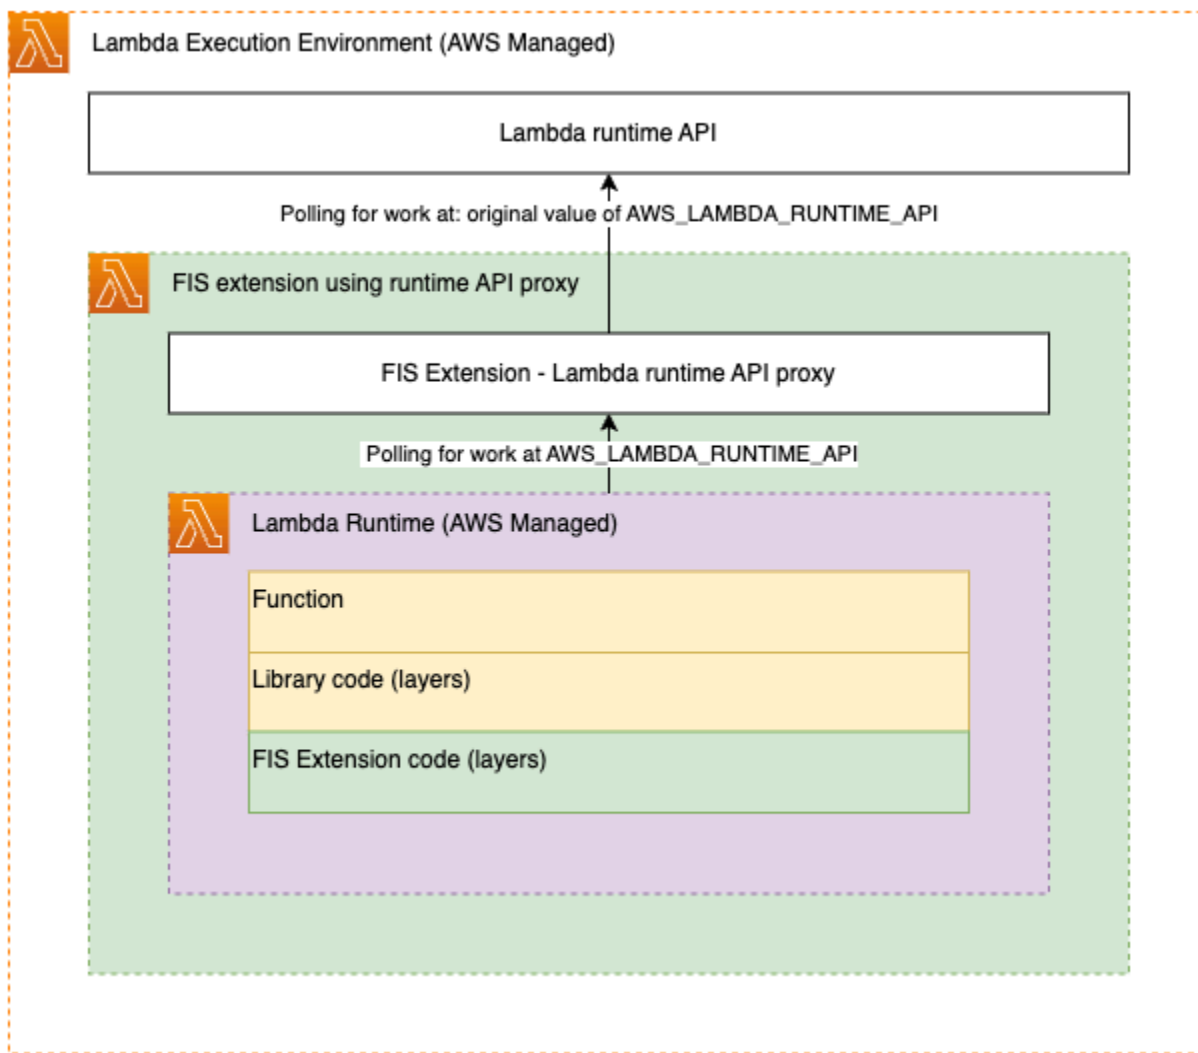 Lambda Execution Environment (AWS Managed)
Lambda runtime API
Polling for work at: original value of AWS_LAMBDA_RUNTIME_API
FIS extension using runtime API proxy
FIS Extension - Lambda runtime API proxy
Polling for work at AWS_LAMBDA_RUNTIME_API
Lambda Runtime (AWS Managed)
Function
Library code (layers)
FIS Extension code (layers)